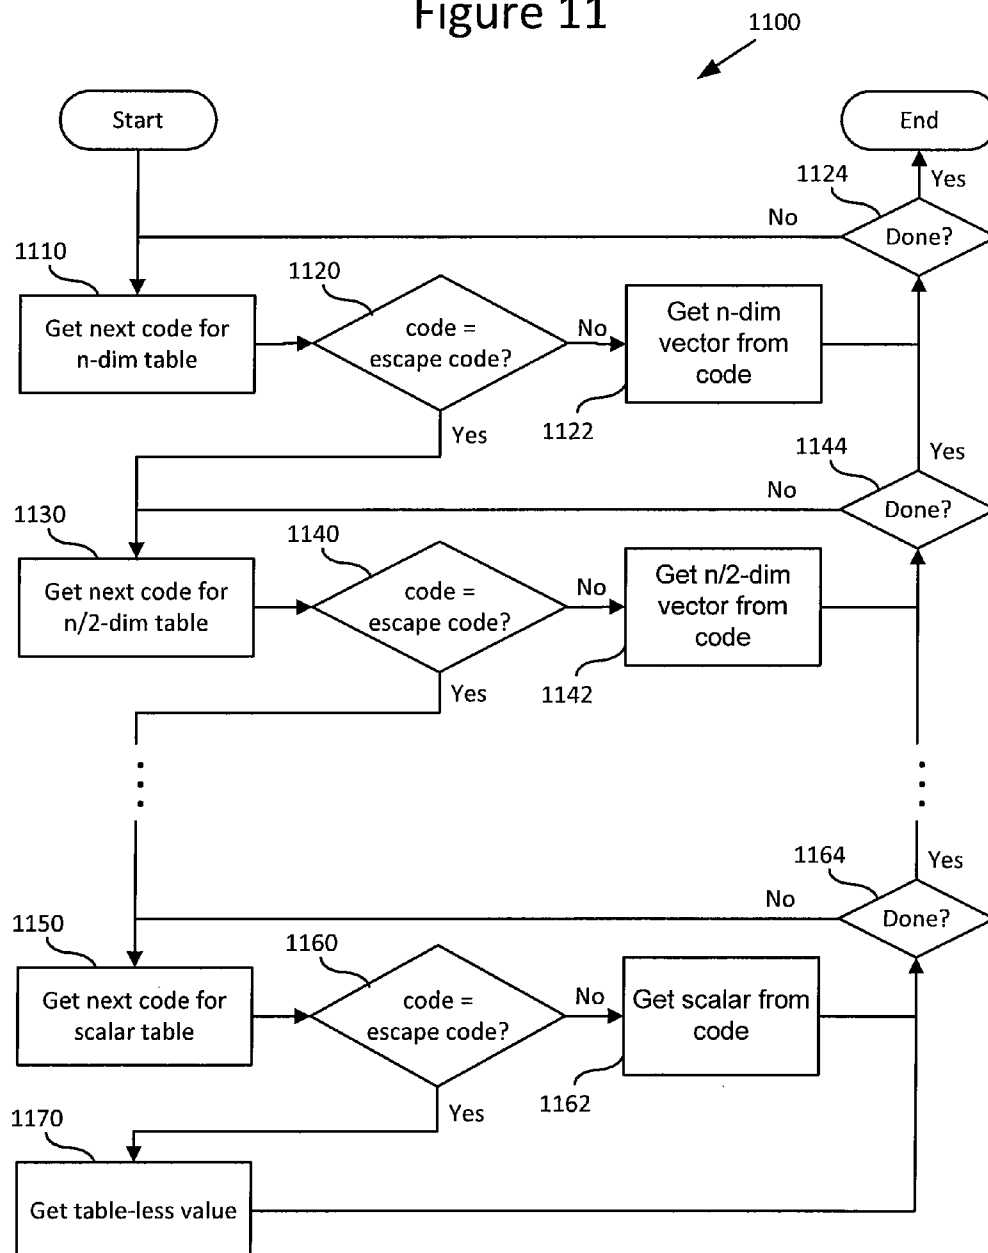 Figure 11
1100
Start
End
1124
Yes
No
Done?
1110
1120
Get next code for
n-dim table
code =
escape code?
No
Get n-dim
vector from
code
1122
Yes
1144
Yes
No
Done?
1130
1140
Get next code for
n/2-dim table
code =
escape code?
No
Get n/2-dim
vector from
code
1142
Yes
1164
Yes
No
Done?
1150
1160
Get next code for
scalar table
code =
escape code?
No
Get scalar from
code
1162
Yes
1170
Get table-less value